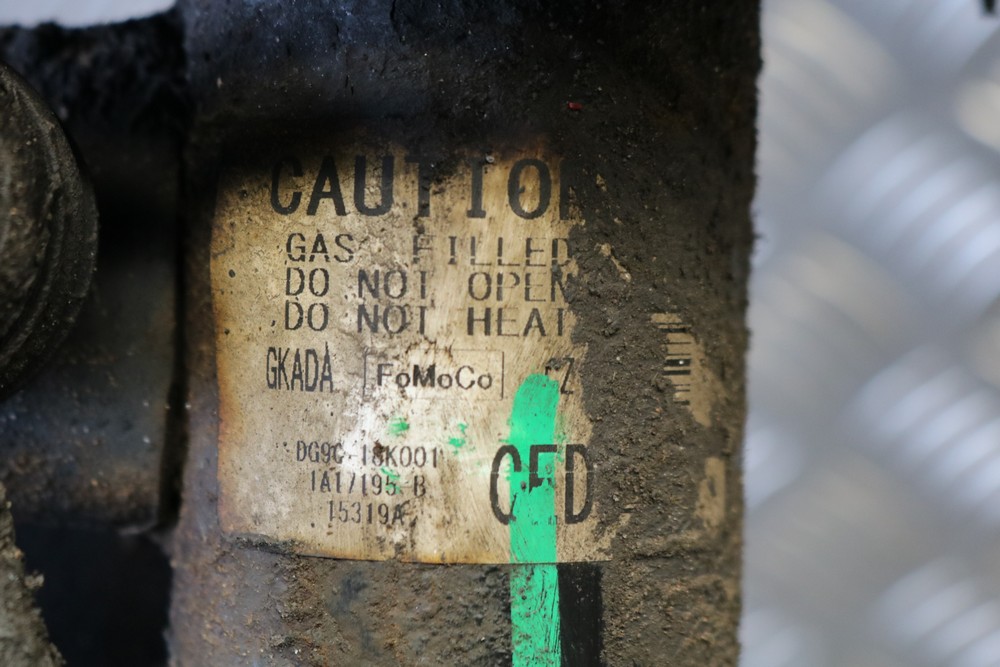 CAUTION
GAS FILLED
DO NOT OPEN
DO NOT HEAT
GKADA FoMoCo
DG9C-18K001
1A17195-B
15319A